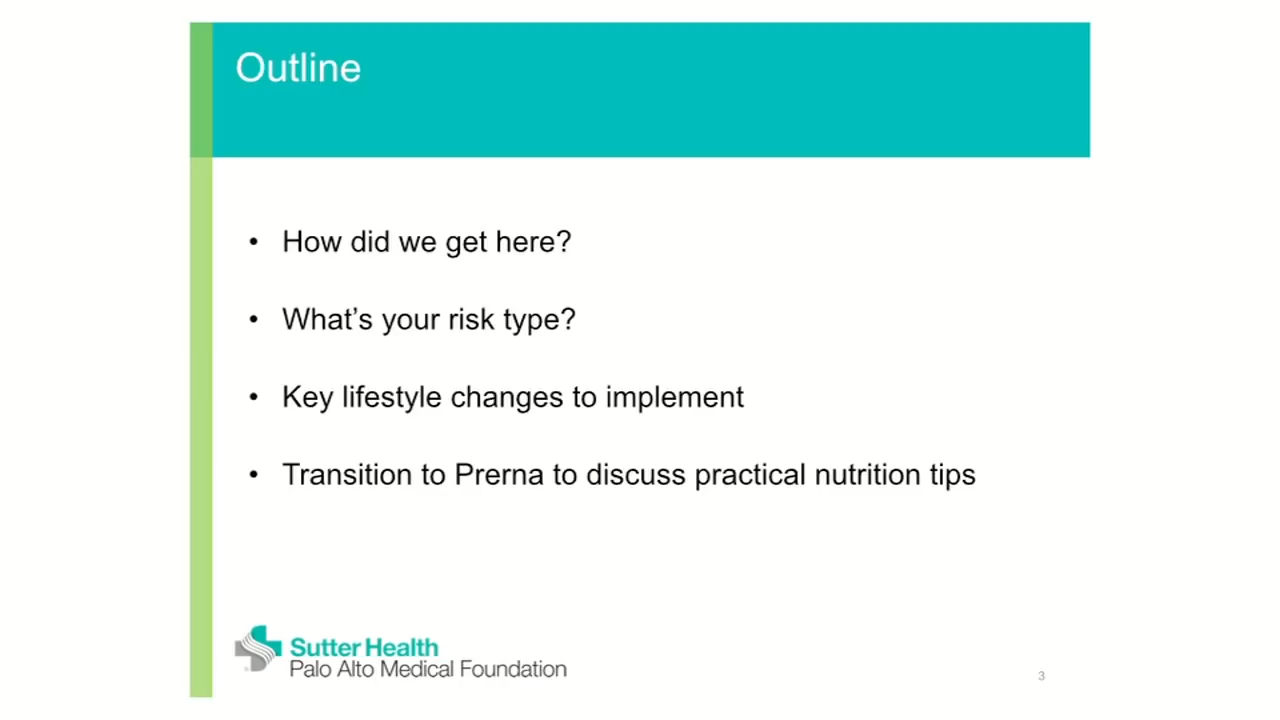 Outline
• How did we get here?
• What’s your risk type?
• Key lifestyle changes to implement
• Transition to Prerna to discuss practical nutrition tips
Sutter Health
Palo Alto Medical Foundation
3